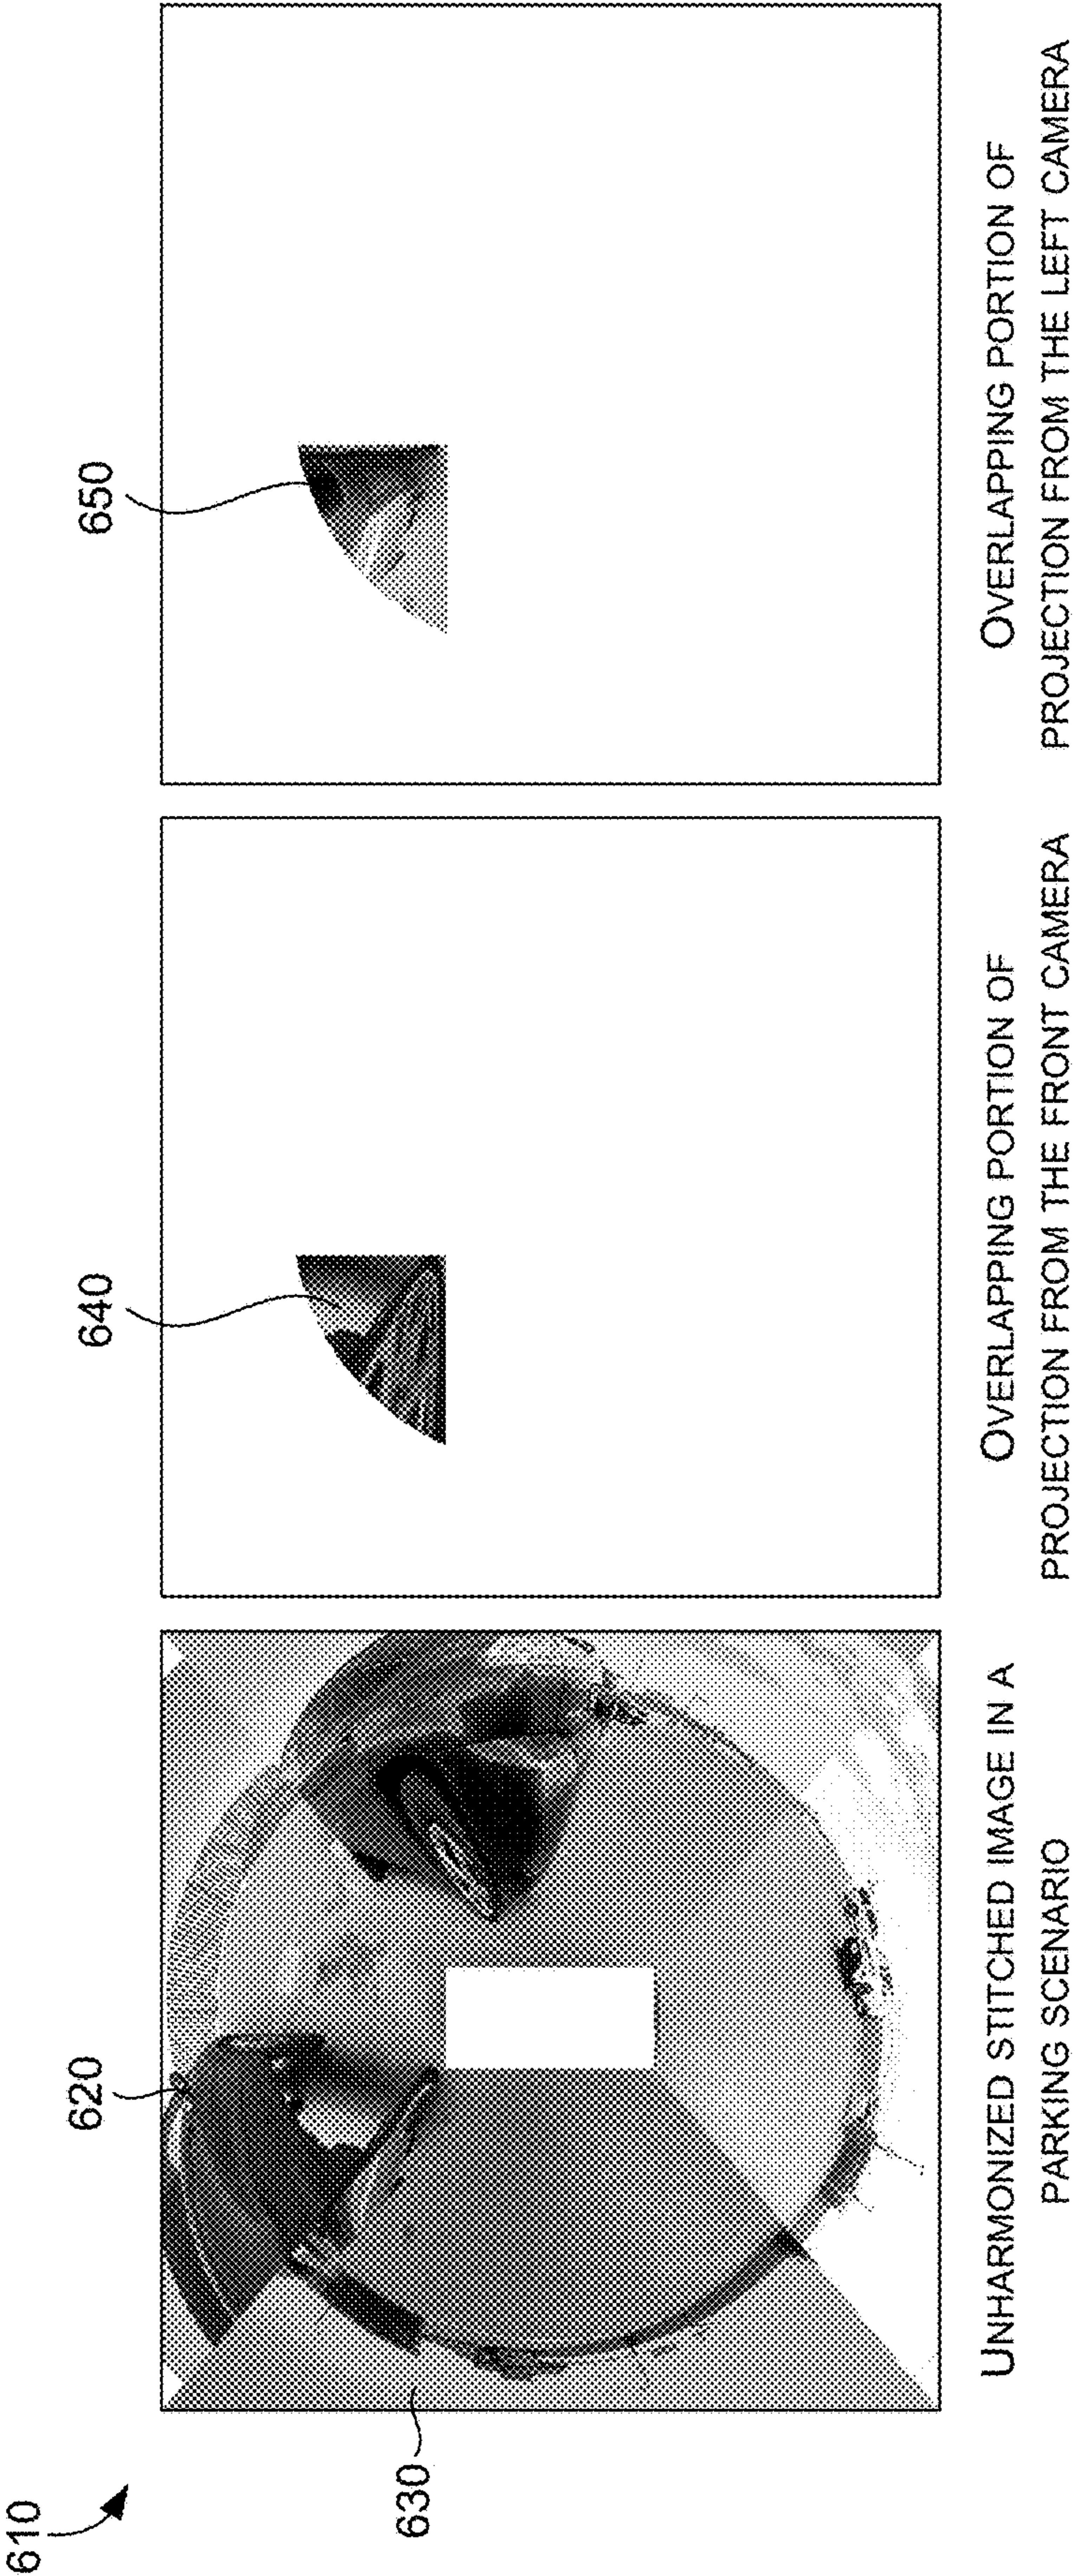 610
620
630
UNHARMONIZED STITCHED IMAGE IN A
PARKING SCENARIO
640
OVERLAPPING PORTION OF
PROJECTION FROM THE FRONT CAMERA
650
OVERLAPPING PORTION OF
PROJECTION FROM THE LEFT CAMERA